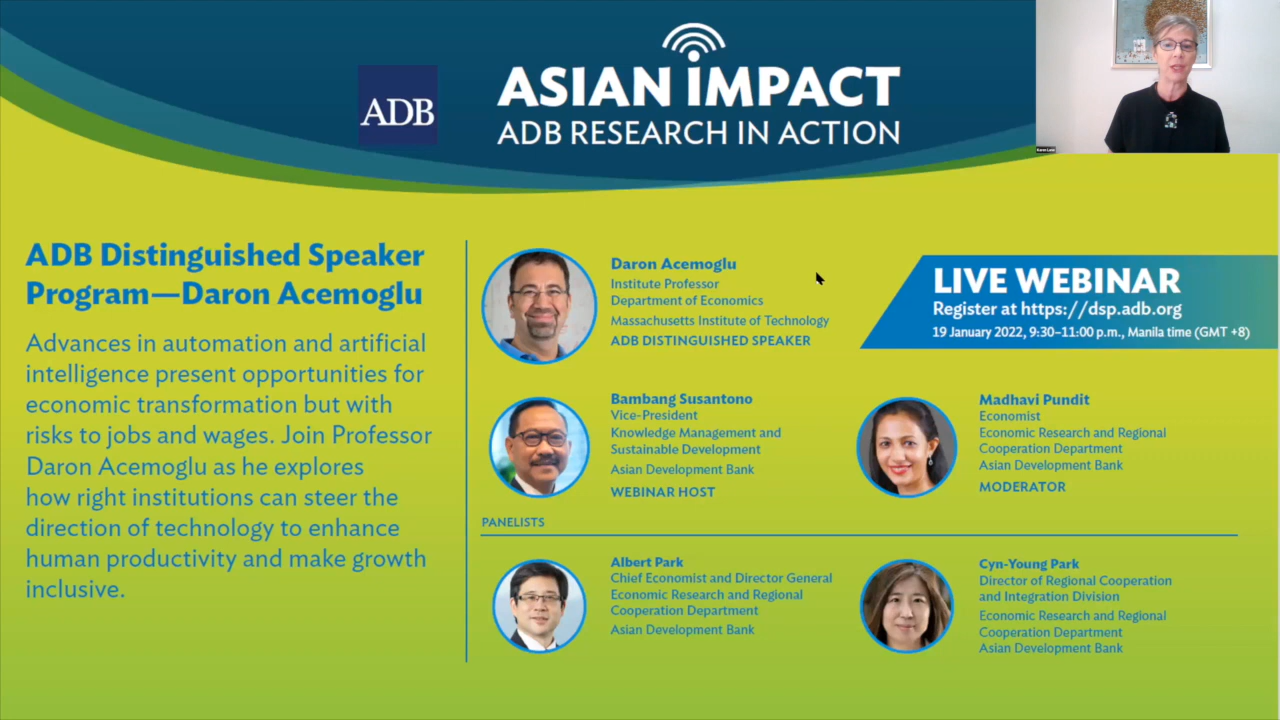 ADB
ASIAN IMPACT
ADB RESEARCH IN ACTION
ADB Distinguished Speaker
Program—Daron Acemoglu
Advances in automation and artificial
intelligence present opportunities for
economic transformation but with
risks to jobs and wages. Join Professor
Daron Acemoglu as he explores
how right institutions can steer the
direction of technology to enhance
human productivity and make growth
inclusive.
Daron Acemoglu
Institute Professor
Department of Economics
Massachusetts Institute of Technology
ADB DISTINGUISHED SPEAKER
LIVE WEBINAR
Register at https://dsp.adb.org
19 January 2022, 9:30–11:00 p.m., Manila time (GMT +8)
Bambang Susantono
Vice-President
Knowledge Management and
Sustainable Development
Asian Development Bank
WEBINAR HOST
Madhavi Pundit
Economist
Economic Research and Regional
Cooperation Department
Asian Development Bank
MODERATOR
PANELISTS
Albert Park
Chief Economist and Director General
Economic Research and Regional
Cooperation Department
Asian Development Bank
Cyn-Young Park
Director of Regional Cooperation
and Integration Division
Economic Research and Regional
Cooperation Department
Asian Development Bank